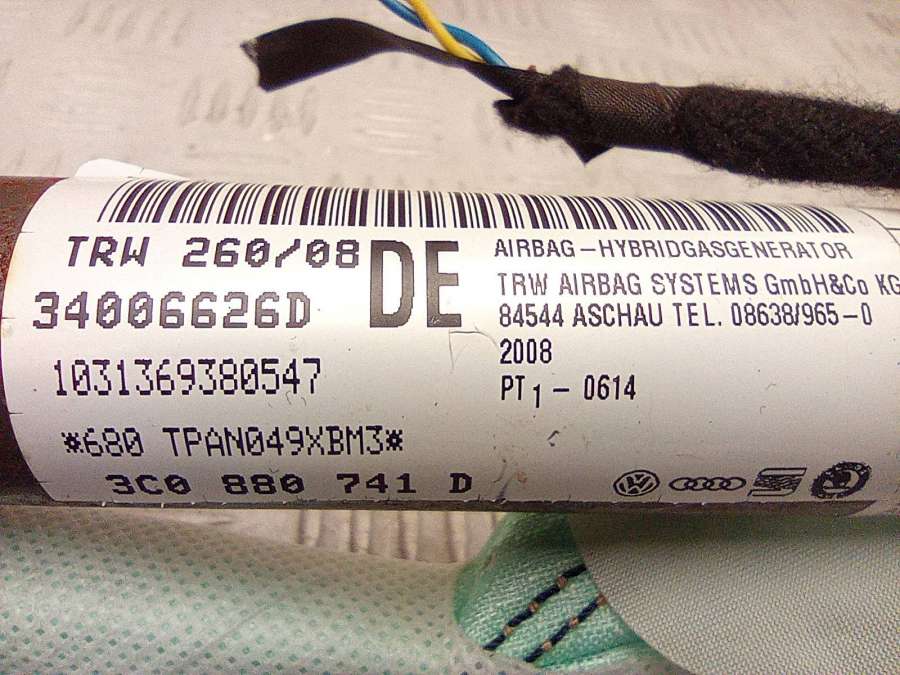 TRW 260/08
34006626D
DE
1031369380547
*680 TPAN049XBM3*
3C0 880 741 D
AIRBAG-HYBRIDGASGENERATOR
TRW AIRBAG SYSTEMS GmbH&Co KG
84544 ASCHAU TEL. 08638/965-0
2008
PT1 - 0614